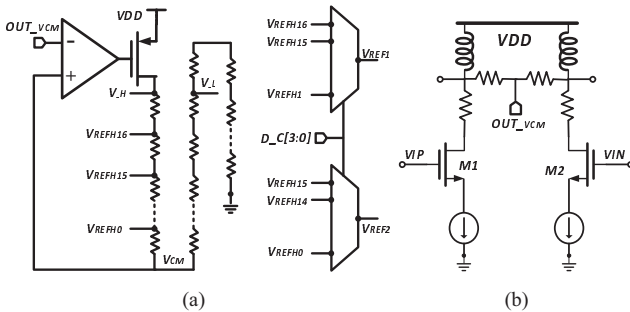 VDD
OUT_VCM
-
+
V_H
V_L
VREFH16
VREFH15
VREFH0
VCM
VREFH16
VREFH15
VREFH1
VREF1
D_C[3:0]
VREFH15
VREFH14
VREFH0
VREF2
(a)
VDD
OUT_VCM
VIP
M1
M2
VIN
(b)